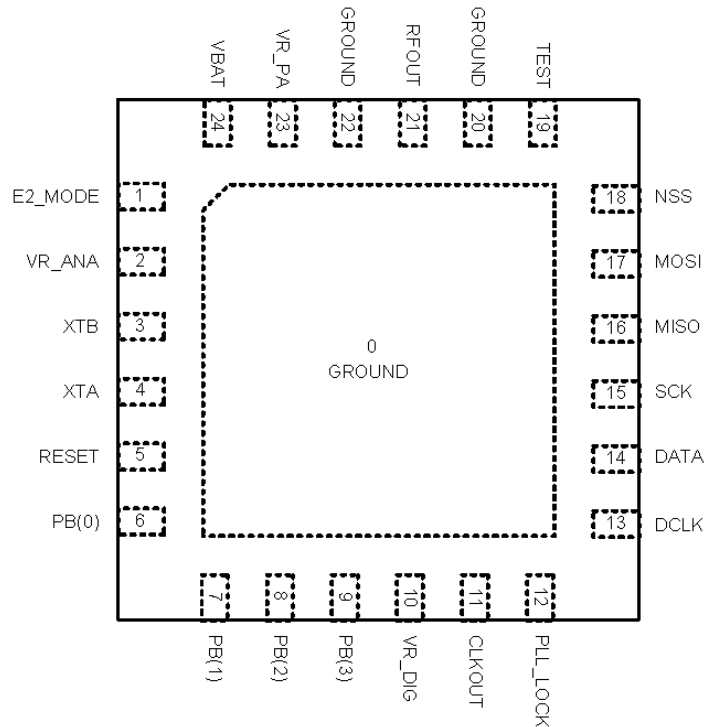 VBAT
VR_PA
GROUND
RFOUT
GROUND
TEST
24
23
22
21
20
19
E2_MODE 1
18 NSS
VR_ANA 2
17 MOSI
XTB 3
16 MISO
0
GROUND
XTA 4
15 SCK
RESET 5
14 DATA
PB(0) 6
13 DCLK
7
8
9
10
11
12
PB(1)
PB(2)
PB(3)
VR_DIG
CLKOUT
PLL_LOCK